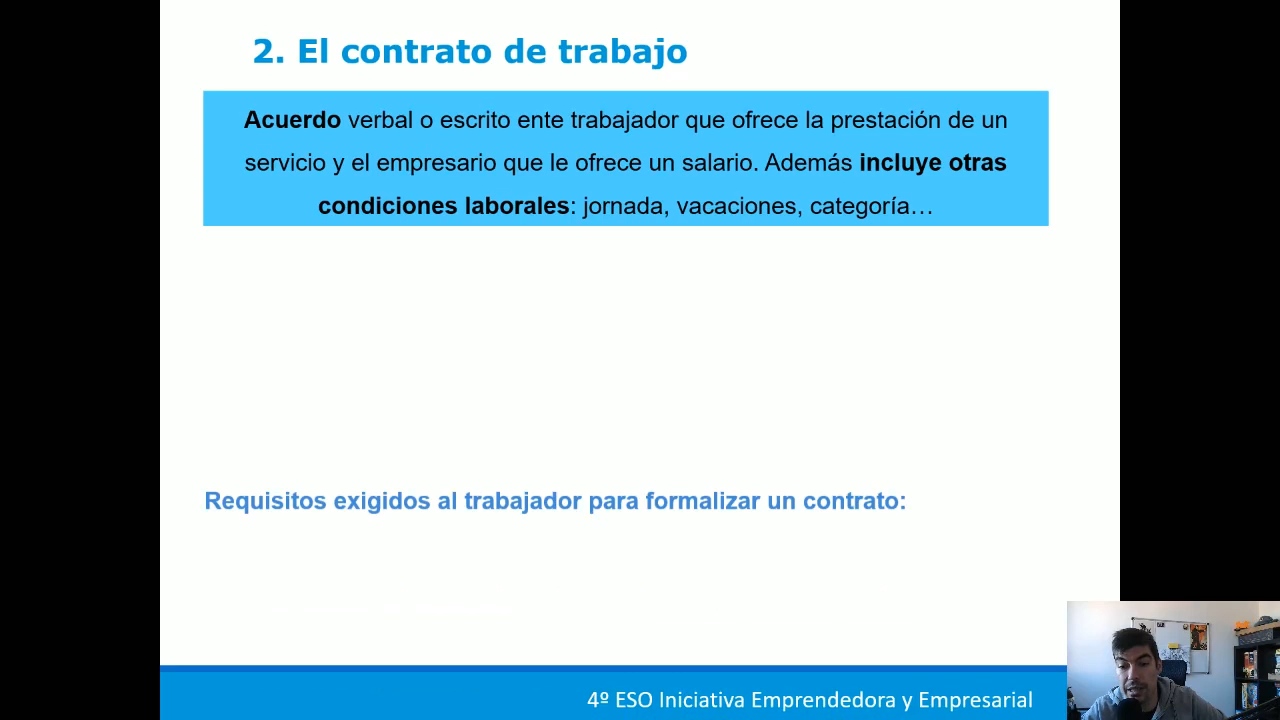 2. El contrato de trabajo
Acuerdo verbal o escrito ente trabajador que ofrece la prestación de un
servicio y el empresario que le ofrece un salario. Además incluye otras
condiciones laborales: jornada, vacaciones, categoría…
Requisitos exigidos al trabajador para formalizar un contrato:
4º ESO Iniciativa Emprendedora y Empresarial